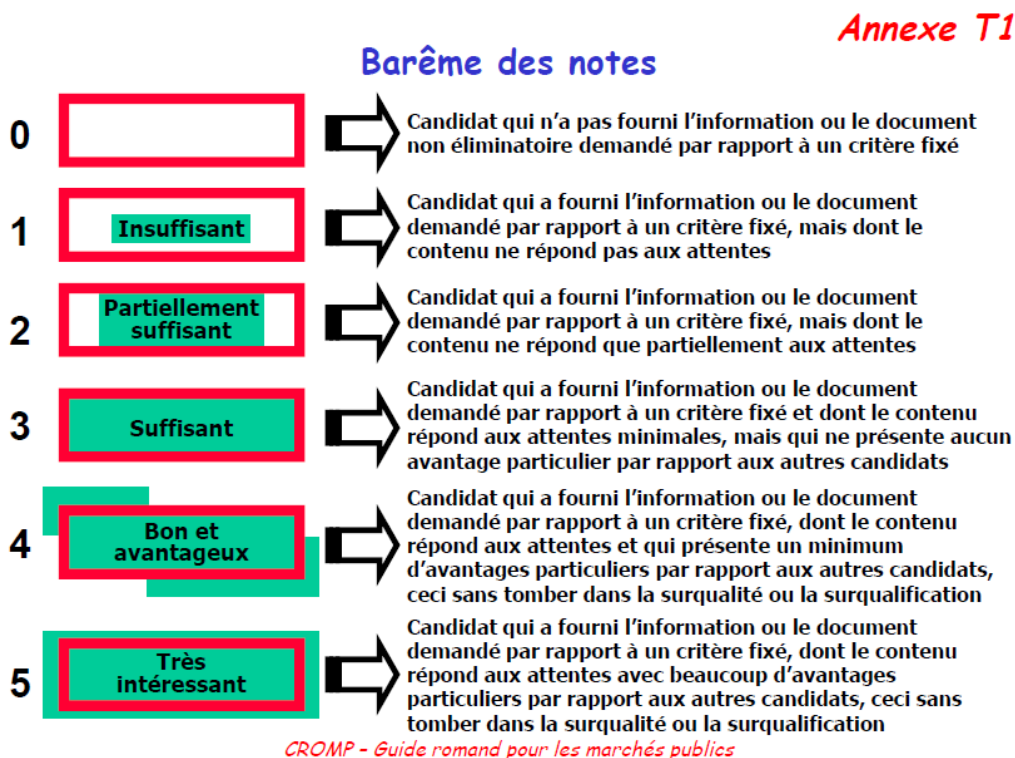 Annexe T1
Barême des notes
0
Candidat qui n'a pas fourni l'information ou le document
non éliminatoire demandé par rapport à un critère fixé
1
Insuffisant
Candidat qui a fourni l'information ou le document
demandé par rapport à un critère fixé, mais dont le
contenu ne répond pas aux attentes
2
Partiellement
suffisant
Candidat qui a fourni l'information ou le document
demandé par rapport à un critère fixé, mais dont le
contenu ne répond que partiellement aux attentes
3
Suffisant
Candidat qui a fourni l'information ou le document
demandé par rapport à un critère fixé et dont le contenu
répond aux attentes minimales, mais qui ne présente aucun
avantage particulier par rapport aux autres candidats
4
Bon et
avantageux
Candidat qui a fourni l'information ou le document
demandé par rapport à un critère fixé, dont le contenu
répond aux attentes et qui présente un minimum
d'avantages particuliers par rapport aux autres candidats,
ceci sans tomber dans la surqualité ou la surqualification
5
Très
intéressant
Candidat qui a fourni l'information ou le document
demandé par rapport à un critère fixé, dont le contenu
répond aux attentes avec beaucoup d'avantages
particuliers par rapport aux autres candidats, ceci sans
tomber dans la surqualité ou la surqualification
CROMP - Guide romand pour les marchés publics